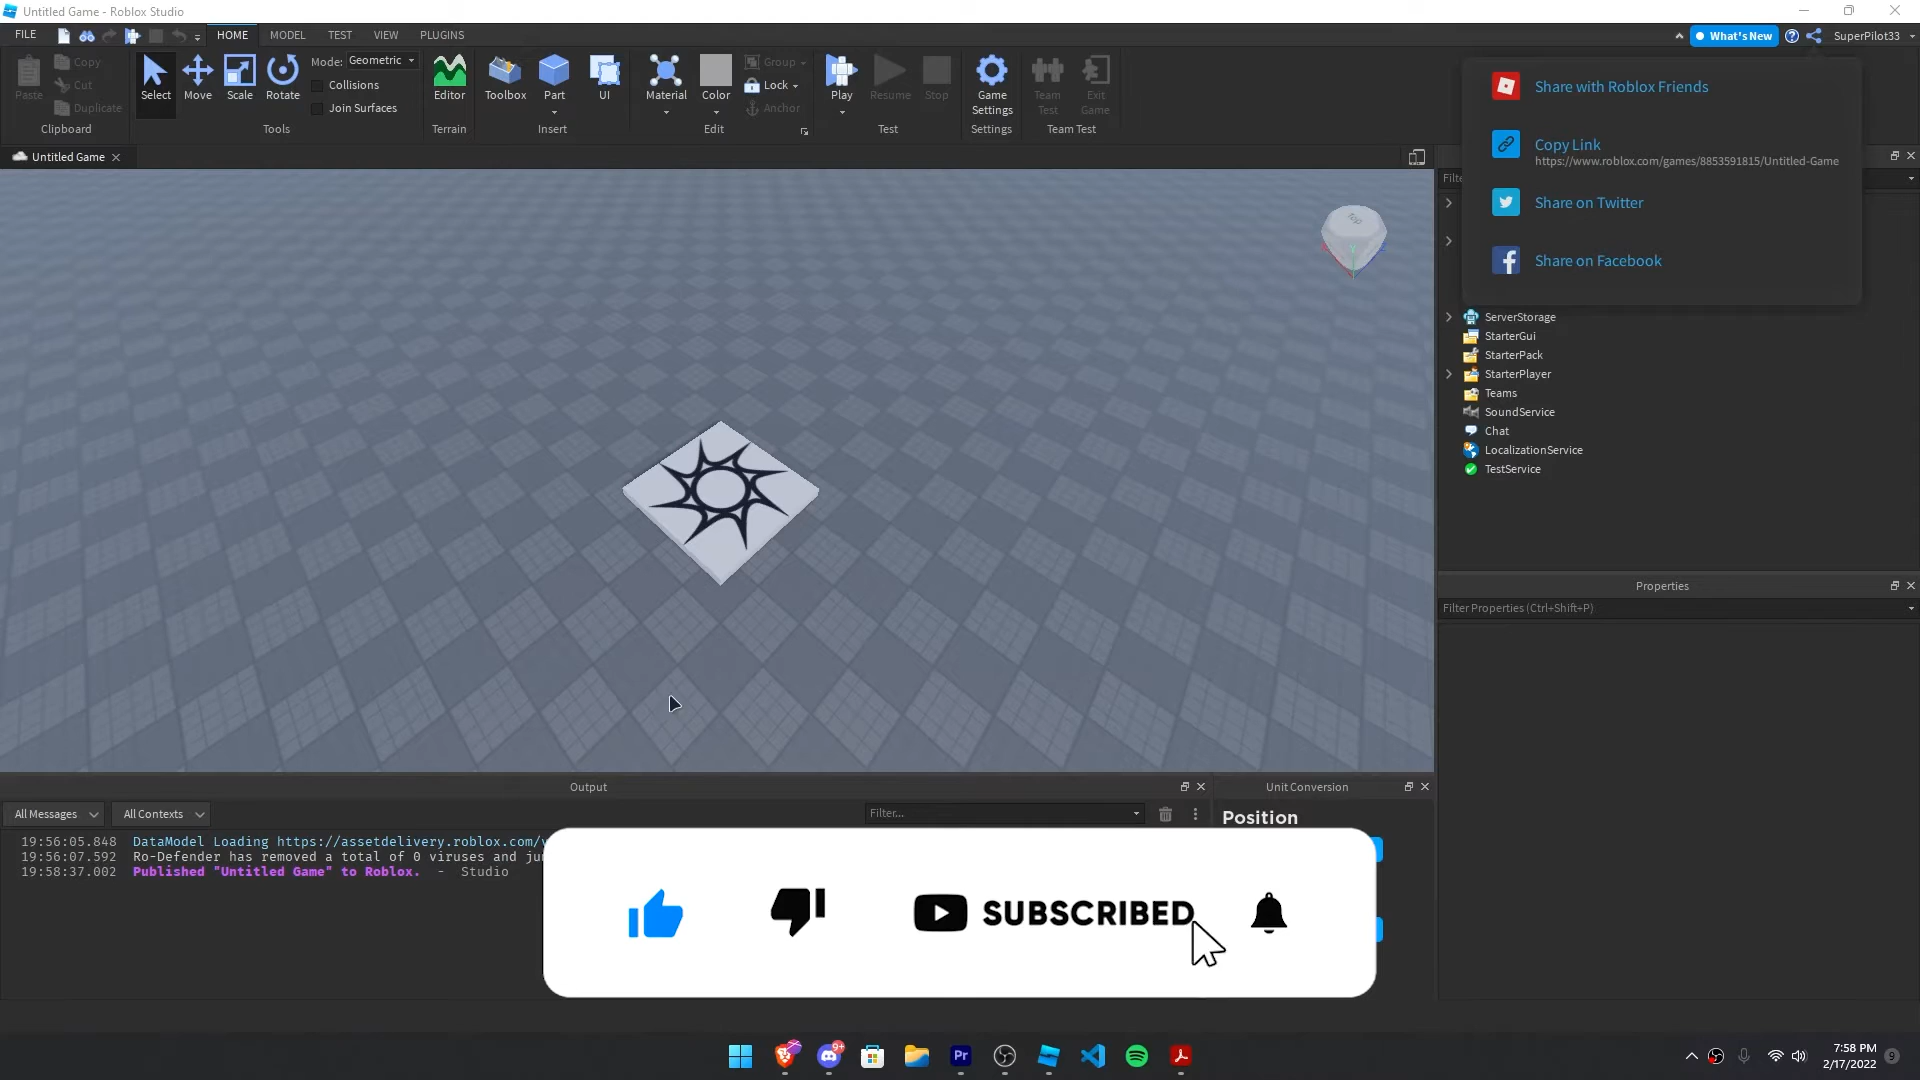 Untitled Game - Roblox Studio
FILE HOME MODEL TEST VIEW PLUGINS What's New SuperPilot33
Copy
Cut
Duplicate
Paste
Clipboard
Select Move Scale Rotate
Mode: Geometric
Collisions
Join Surfaces
Tools
Editor
Terrain
Toolbox Part UI
Insert
Material Color
Group
Lock
Anchor
Edit
Play Resume Stop
Test
Game Settings
Settings
Team Test
Exit Game
Team Test
Share with Roblox Friends
Copy Link
https://www.roblox.com/games/8853591815/Untitled-Game
Share on Twitter
Share on Facebook
Untitled Game
Top
ServerStorage
StarterGui
StarterPack
StarterPlayer
Teams
SoundService
Chat
LocalizationService
TestService
Properties
Filter Properties (Ctrl+Shift+P)
Output
All Messages All Contexts Filter...
19:56:05.848 DataModel Loading https://assetdelivery.roblox.com/
19:56:07.592 Ro-Defender has removed a total of 0 viruses and
19:58:37.002 Published "Untitled Game" to Roblox. - Studio
Unit Conversion
Position
SUBSCRIBED
9+
Pr
7:58 PM
2/17/2022
9